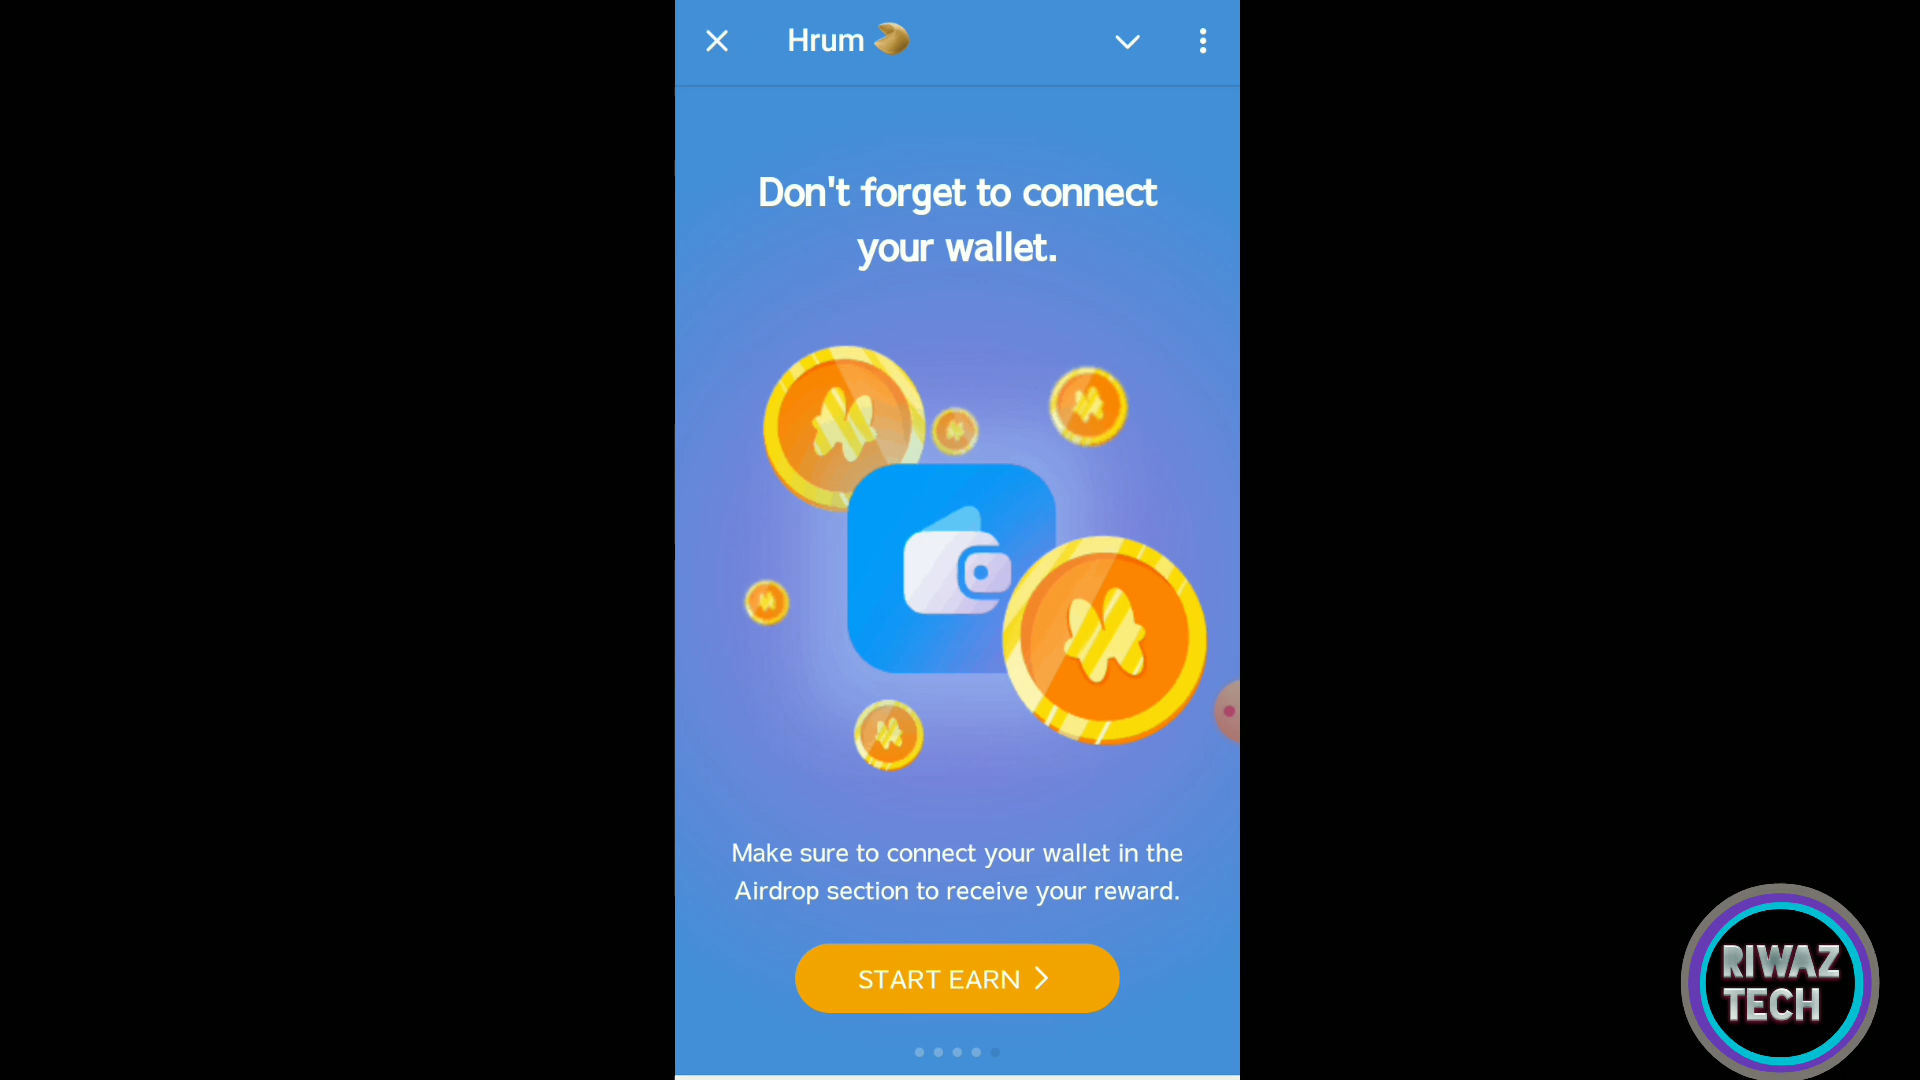 Hrum
Don't forget to connect
your wallet.
Make sure to connect your wallet in the
Airdrop section to receive your reward.
START EARN
RIWAZ
TECH